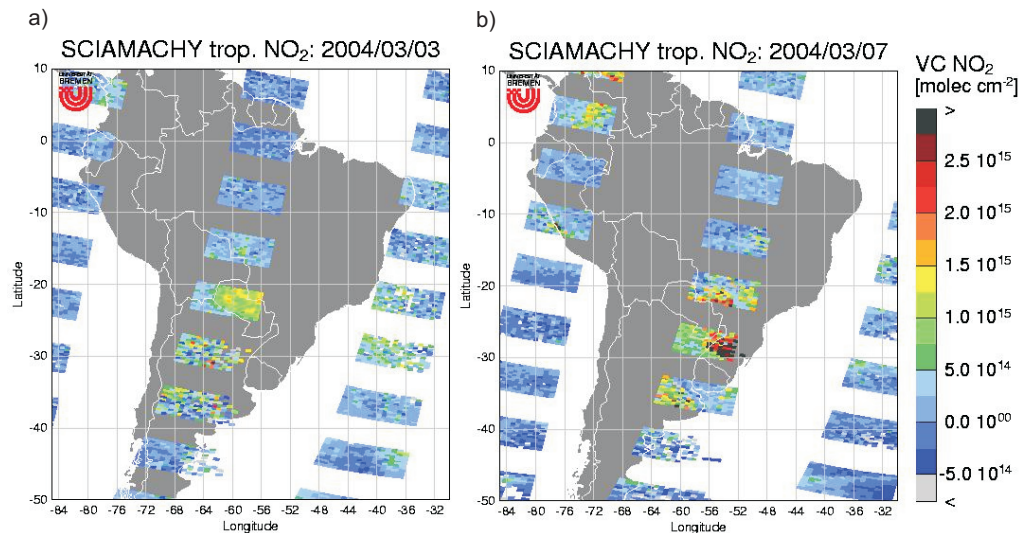 a)
SCIAMACHY trop. NO2: 2004/03/03
UNIVERSITÄT
BREMEN
10
0
-10
-20
-30
-40
-50
Latitude
-84 -80 -76 -72 -68 -64 -60 -56 -52 -48 -44 -40 -36 -32
Longitude
b)
SCIAMACHY trop. NO2: 2004/03/07
UNIVERSITÄT
BREMEN
10
0
-10
-20
-30
-40
-50
Latitude
-84 -80 -76 -72 -68 -64 -60 -56 -52 -48 -44 -40 -36 -32
Longitude
VC NO2
[molec cm-2]
>
2.5 10^15
2.0 10^15
1.5 10^15
1.0 10^15
5.0 10^14
0.0 10^00
-5.0 10^14
<